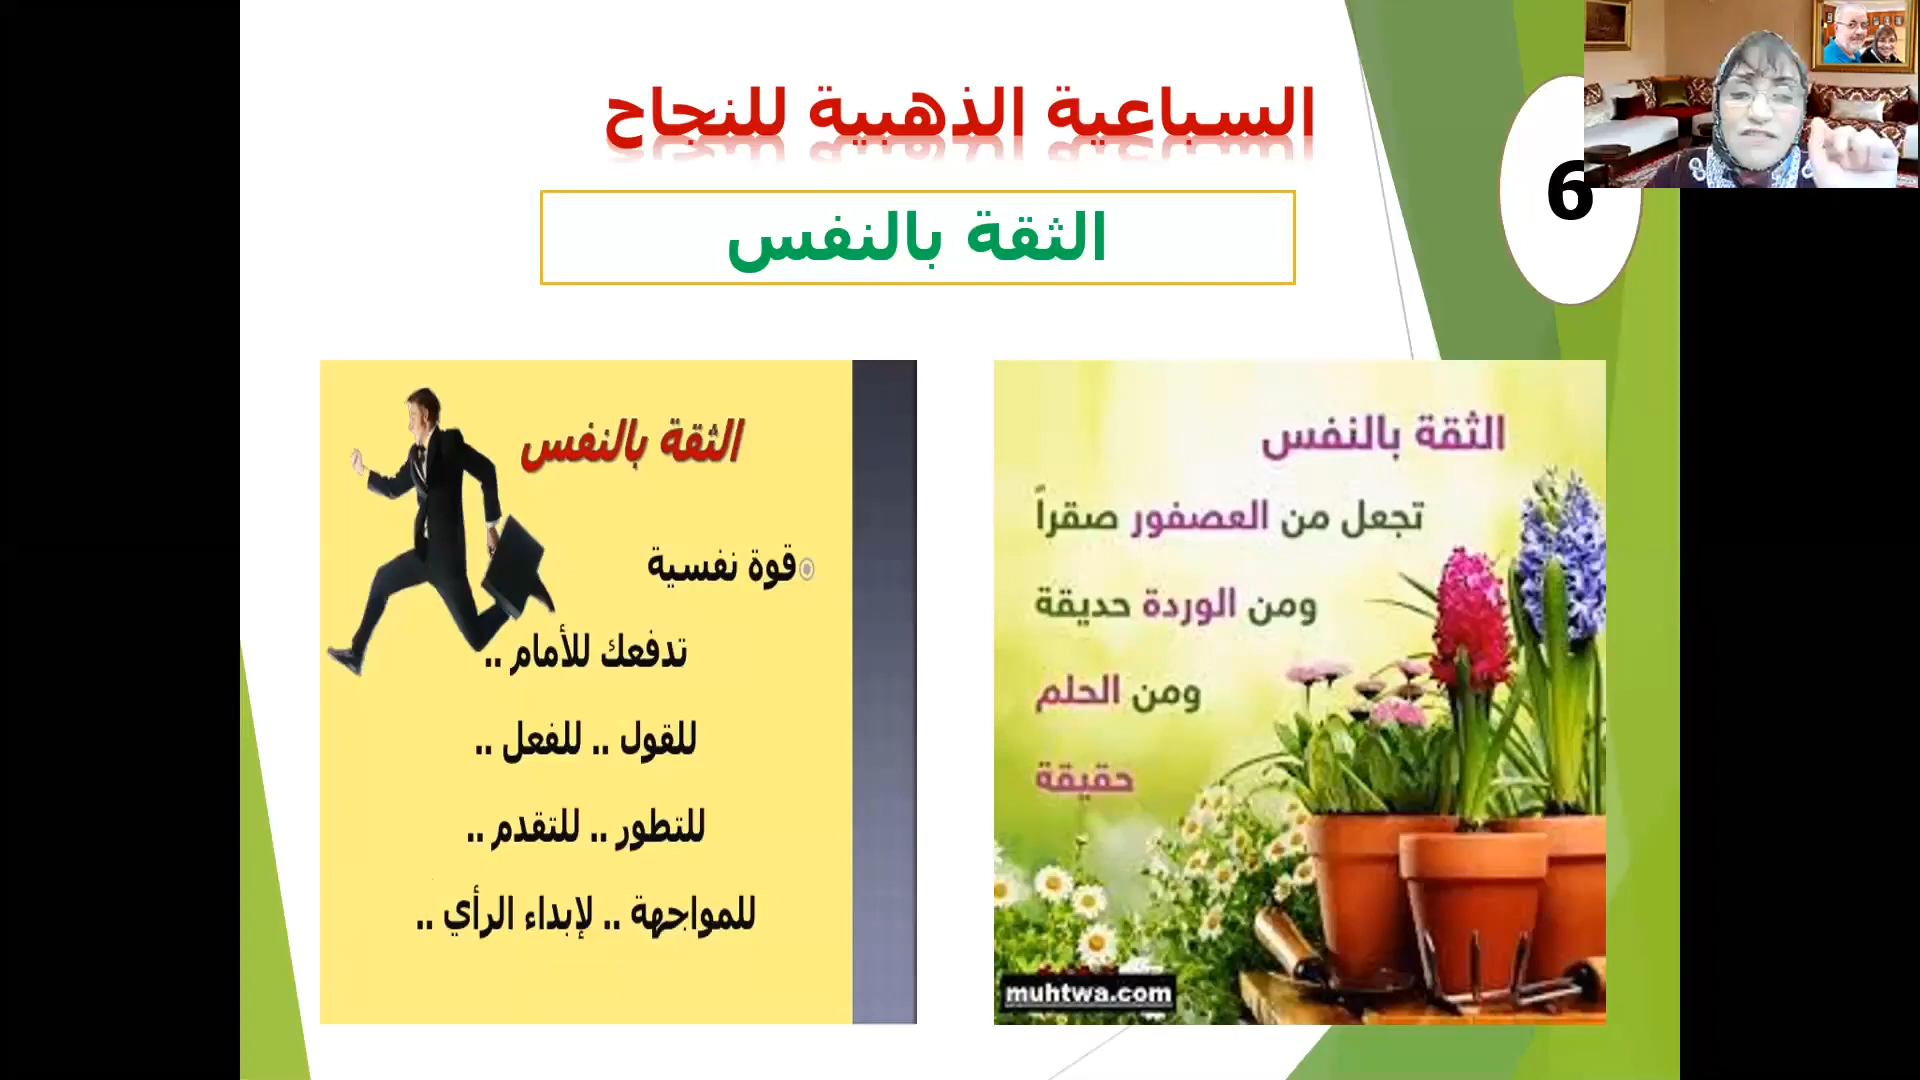 السباعية الذهبية للنجاح
6
الثقة بالنفس
الثقة بالنفس
تجعل من العصفور صقراً
ومن الوردة حديقة
ومن الحلم
حقيقة
muhtwa.com
الثقة بالنفس
قوة نفسية
تدفعك للأمام ..
للقول .. للفعل ..
للتطور .. للتقدم ..
للمواجهة .. لإبداء الرأي ..